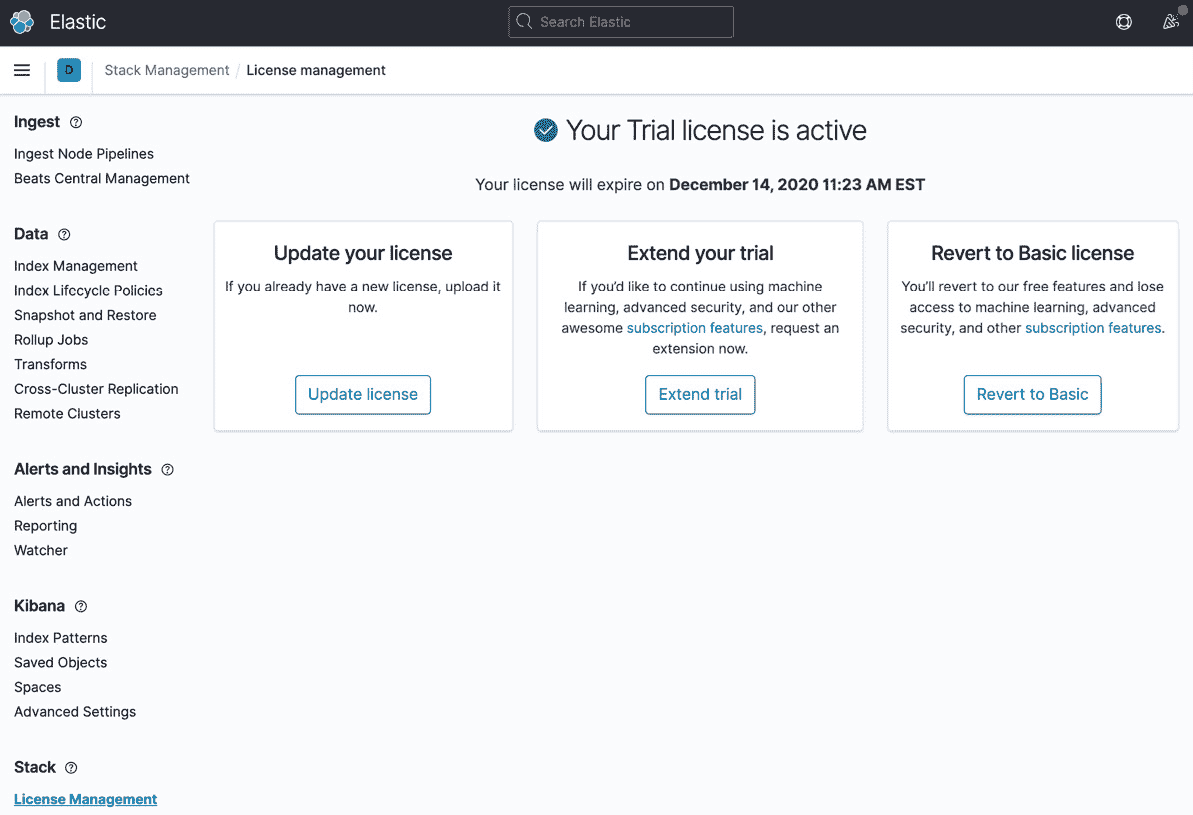 Elastic
Search Elastic
D
Stack Management / License management
Ingest
Ingest Node Pipelines
Beats Central Management
Data
Index Management
Index Lifecycle Policies
Snapshot and Restore
Rollup Jobs
Transforms
Cross-Cluster Replication
Remote Clusters
Alerts and Insights
Alerts and Actions
Reporting
Watcher
Kibana
Index Patterns
Saved Objects
Spaces
Advanced Settings
Stack
License Management
Your Trial license is active
Your license will expire on December 14, 2020 11:23 AM EST
Update your license
If you already have a new license, upload it
now.
Update license
Extend your trial
If you'd like to continue using machine
learning, advanced security, and our other
awesome subscription features, request an
extension now.
Extend trial
Revert to Basic license
You'll revert to our free features and lose
access to machine learning, advanced
security, and other subscription features.
Revert to Basic